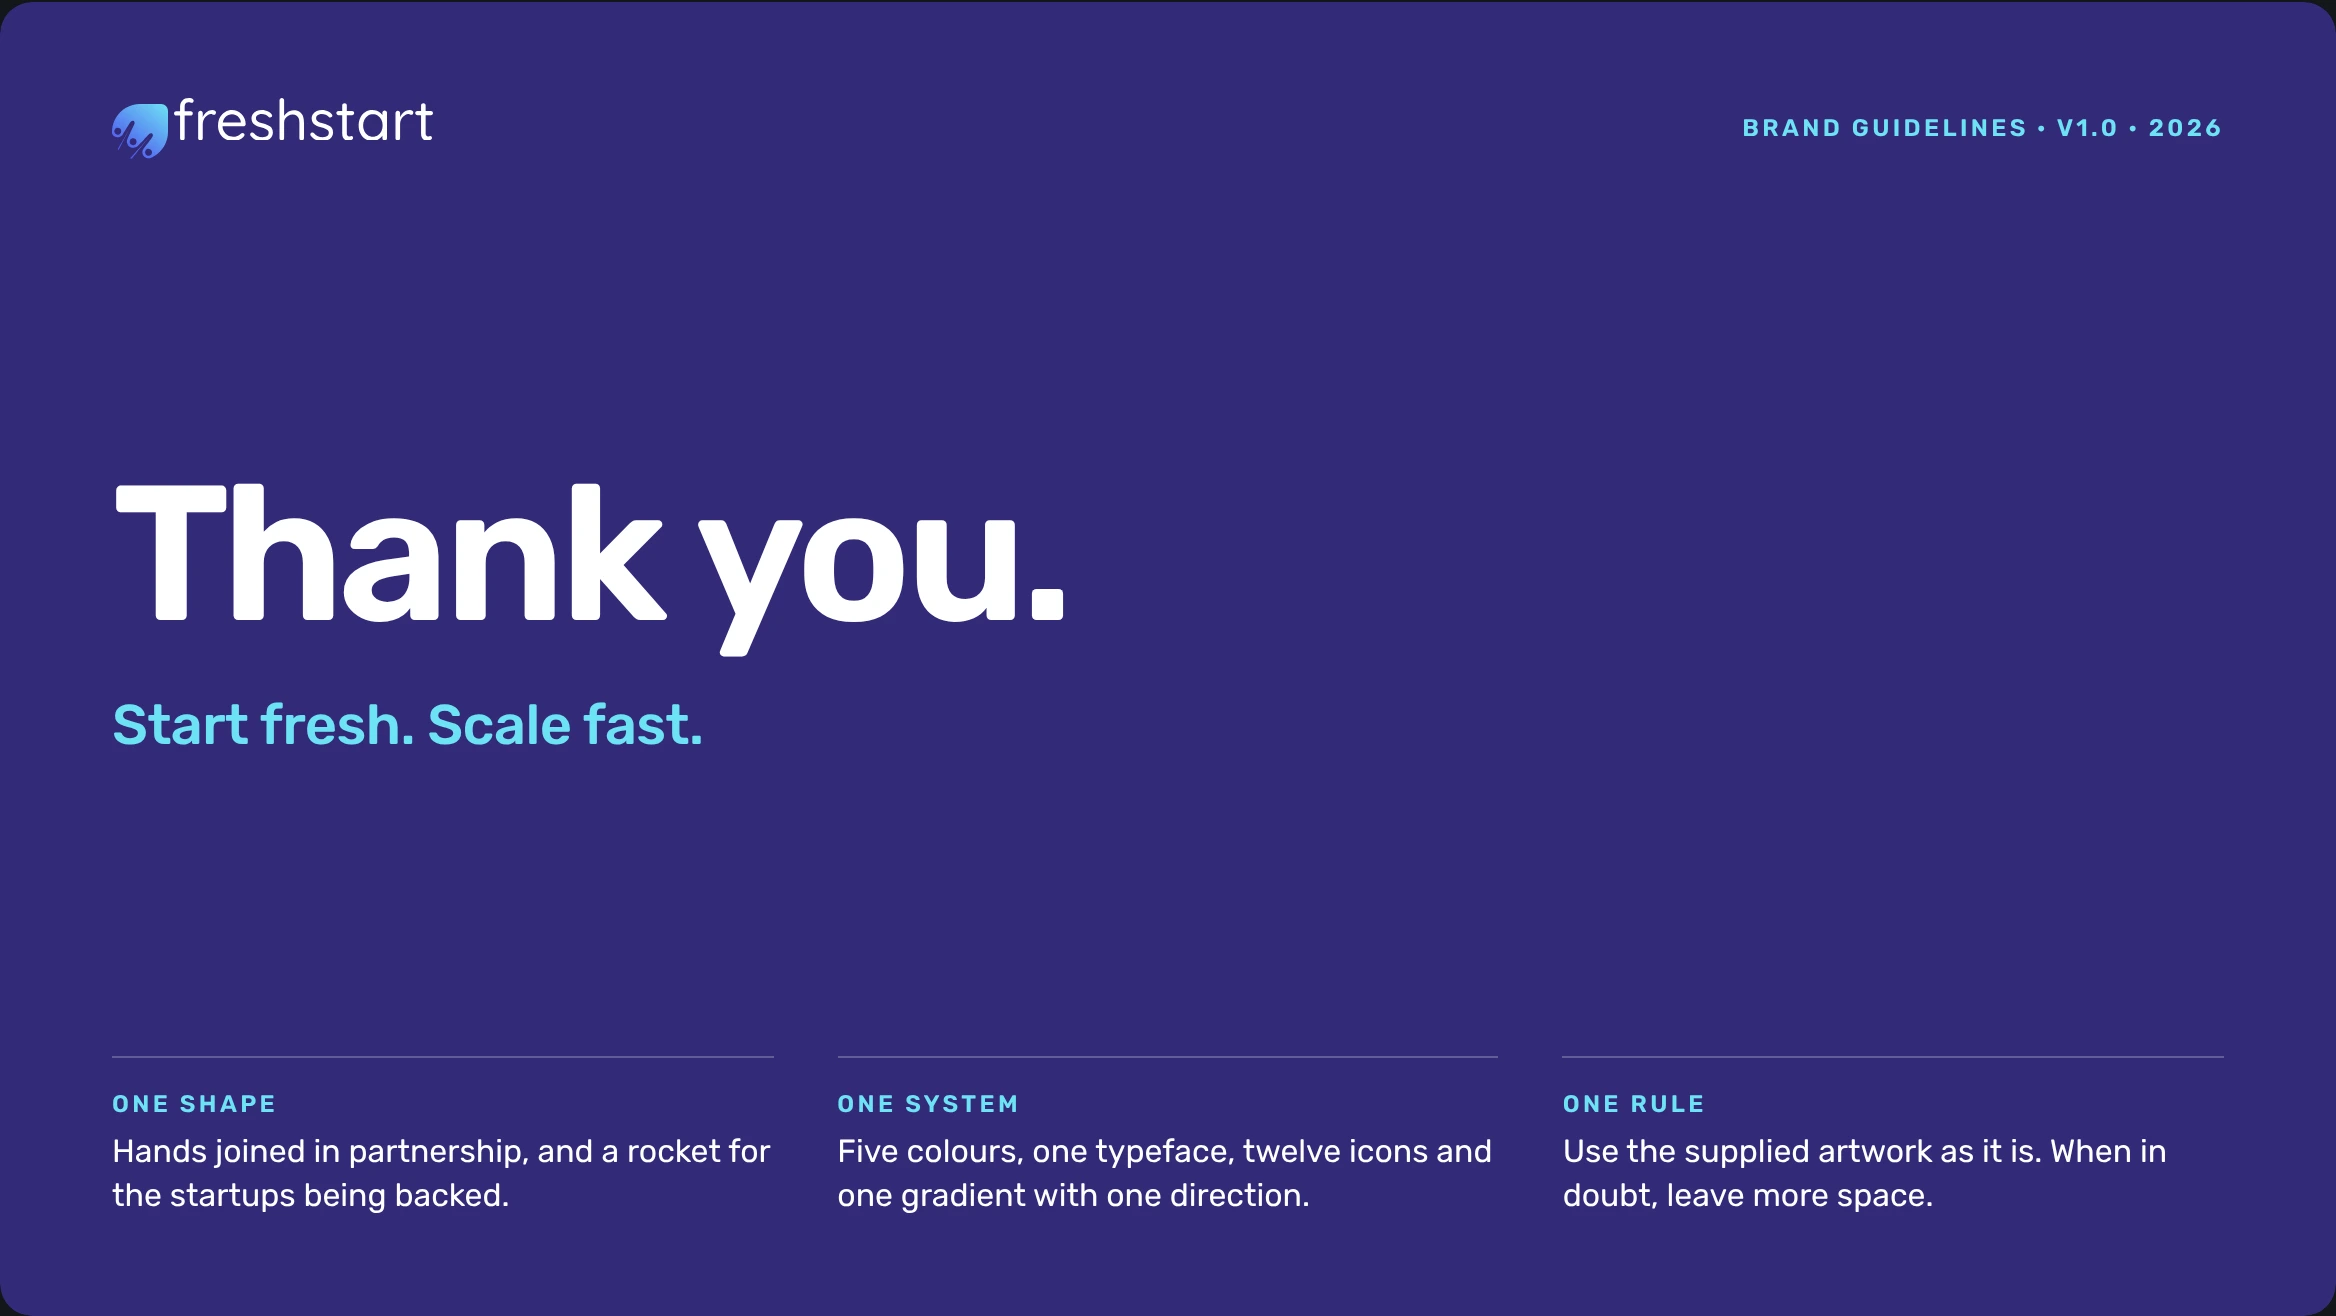 freshstart
BRAND GUIDELINES • V1.0 • 2026
Thank you.
Start fresh. Scale fast.
ONE SHAPE
Hands joined in partnership, and a rocket for
the startups being backed.
ONE SYSTEM
Five colours, one typeface, twelve icons and
one gradient with one direction.
ONE RULE
Use the supplied artwork as it is. When in
doubt, leave more space.